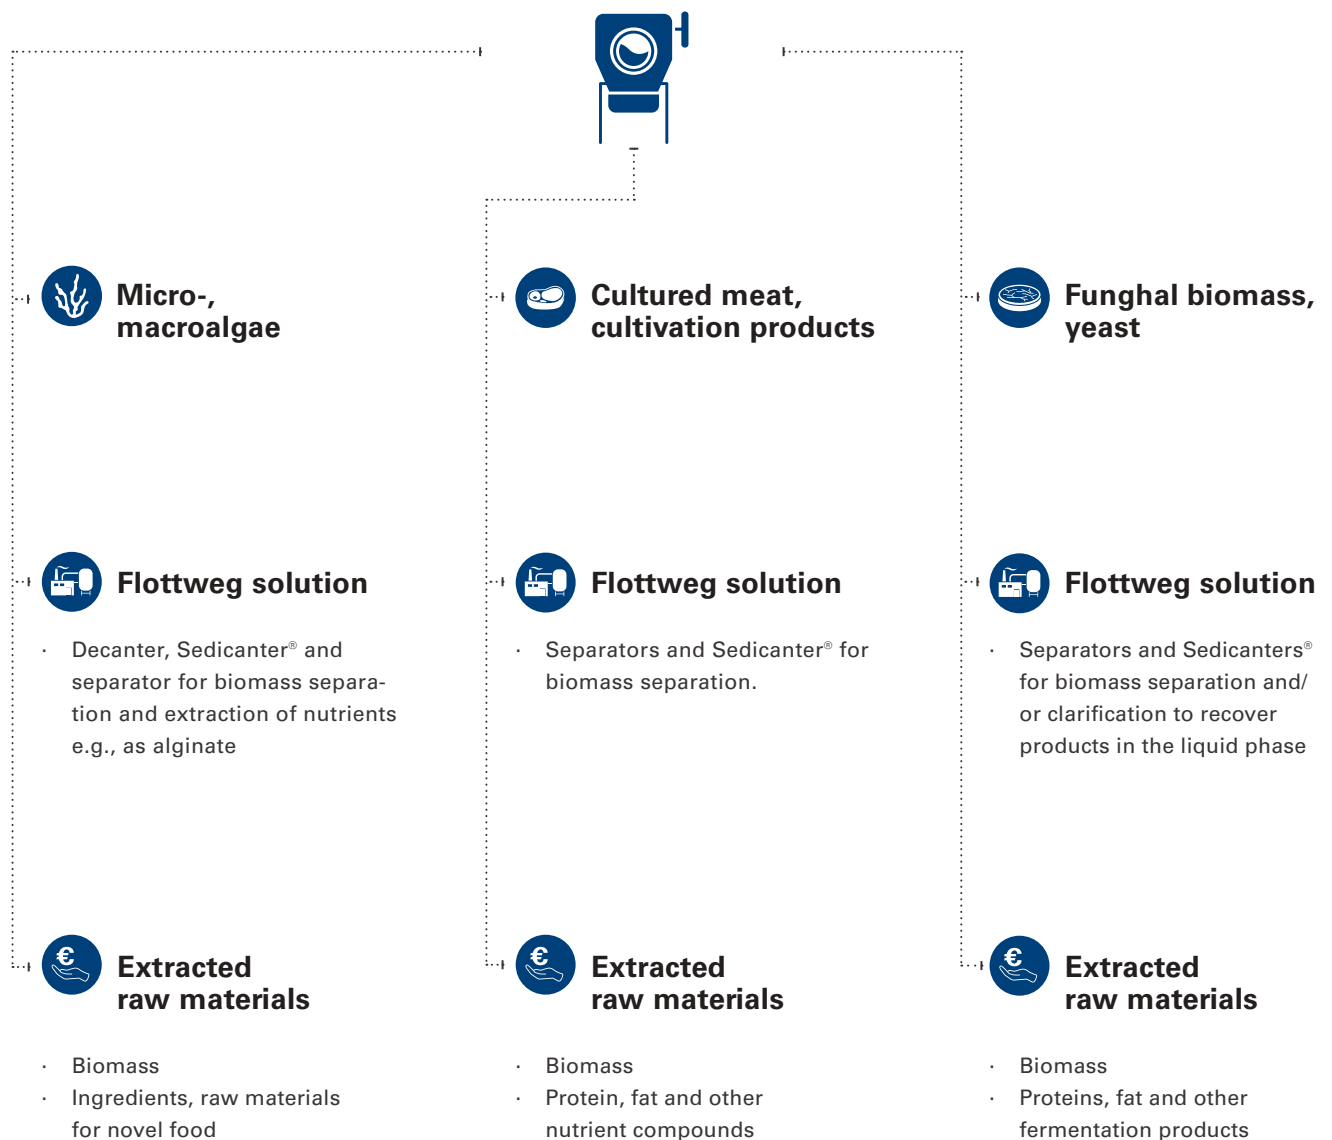 Micro-,
macroalgae
Flottweg solution
· Decanter, Sedicanter® and
separator for biomass separa-
tion and extraction of nutrients
e.g., as alginate
€
Extracted
raw materials
· Biomass
· Ingredients, raw materials
for novel food
Cultured meat,
cultivation products
Flottweg solution
· Separators and Sedicanter® for
biomass separation.
€
Extracted
raw materials
· Biomass
· Protein, fat and other
nutrient compounds
Funghal biomass,
yeast
Flottweg solution
· Separators and Sedicanters®
for biomass separation and/
or clarification to recover
products in the liquid phase
€
Extracted
raw materials
· Biomass
· Proteins, fat and other
fermentation products